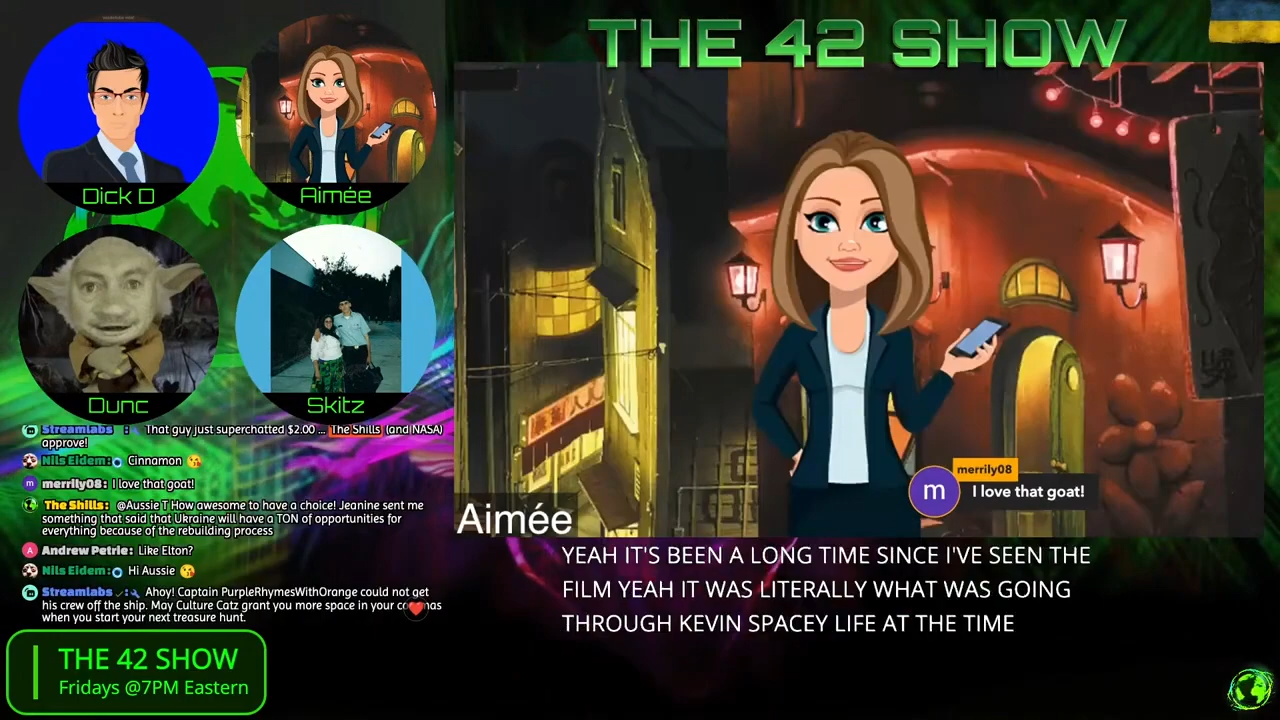 THE 42 SHOW
Dick D
Aimée
Dunc
Skitz
Streamlabs : That guy just superchatted $2.00 ... The Shills (and NASA)
approve!
Nils Eidem: Cinnamon
m merrily08: I love that goat!
The Shills: @Aussie T How awesome to have a choice! Jeanine sent me
something that said that Ukraine will have a TON of opportunities for
everything because of the rebuilding process
A Andrew Petrie: Like Elton?
Nils Eidem: Hi Aussie
Streamlabs : Ahoy! Captain PurpleRhymesWithOrange could not get
his crew off the ship. May Culture Catz grant you more space in your
when you start your next treasure hunt.
THE 42 SHOW
Fridays @7PM Eastern
merrily08
m I love that goat!
Aimée
YEAH IT'S BEEN A LONG TIME SINCE I'VE SEEN THE
FILM YEAH IT WAS LITERALLY WHAT WAS GOING
THROUGH KEVIN SPACEY LIFE AT THE TIME